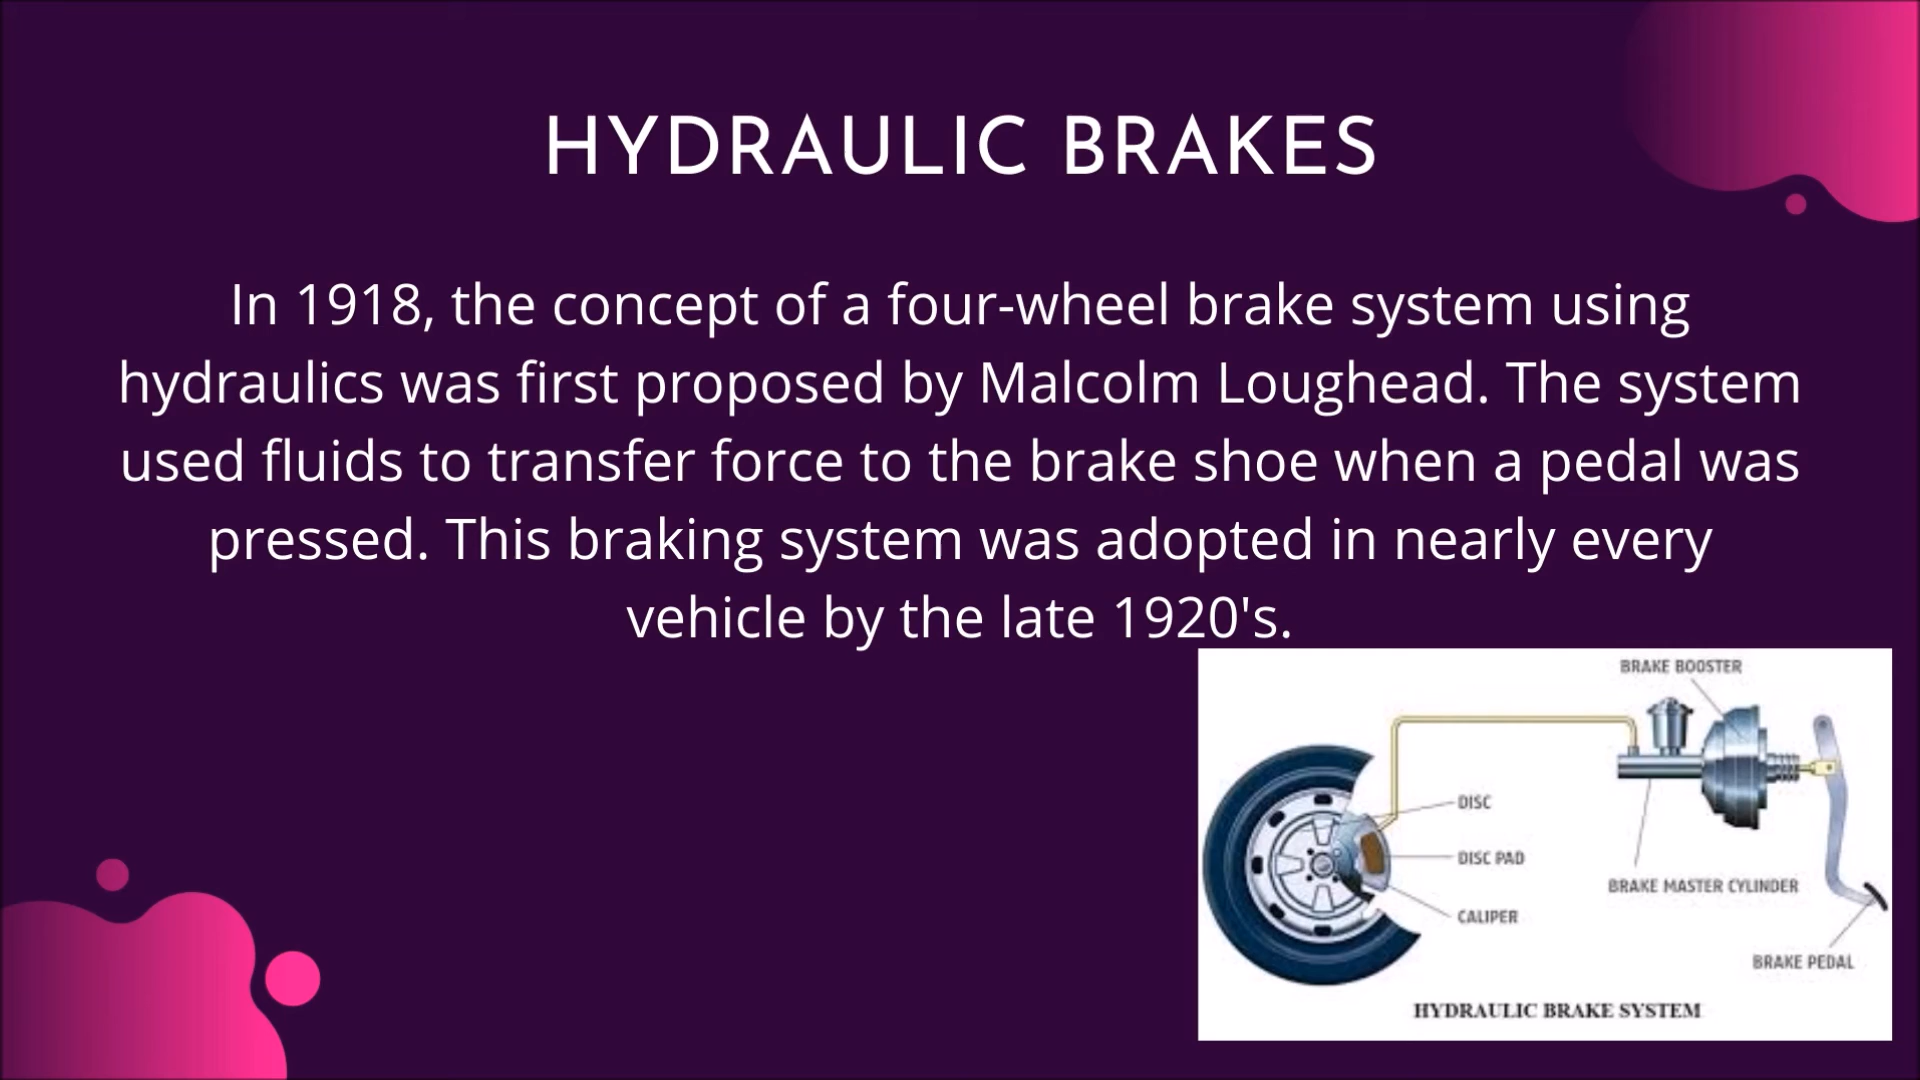 HYDRAULIC BRAKES
In 1918, the concept of a four-wheel brake system using
hydraulics was first proposed by Malcolm Loughead. The system
used fluids to transfer force to the brake shoe when a pedal was
pressed. This braking system was adopted in nearly every
vehicle by the late 1920's.
BRAKE BOOSTER
DISC
DISC PAD
BRAKE MASTER CYLINDER
CALIPER
BRAKE PEDAL
HYDRAULIC BRAKE SYSTEM